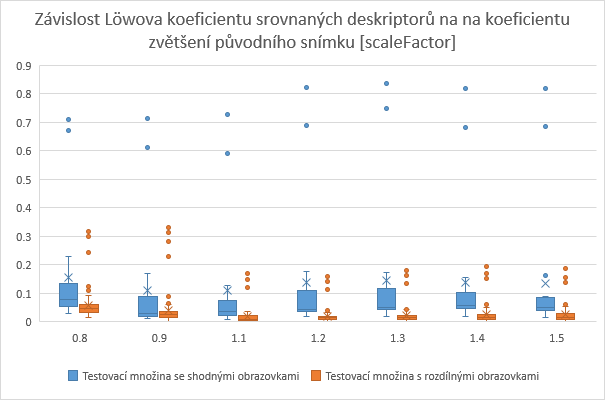 Závislost Löwova koeficientu srovnaných deskriptorů na na koeficientu
zvětšení původního snímku [scaleFactor]
0.9
0.8
0.7
0.6
0.5
0.4
0.3
0.2
0.1
0
0.8 0.9 1.1 1.2 1.3 1.4 1.5
Testovací množina se shodnými obrazovkami Testovací množina s rozdílnými obrazovkami